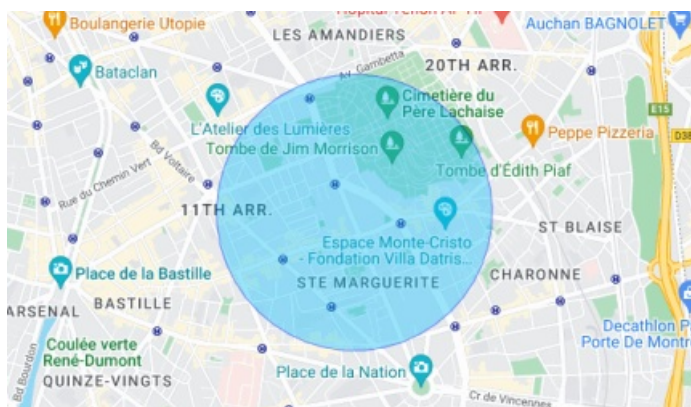 Boulangerie Utopie
Auchan BAGNOLET
LES AMANDIERS
Bataclan
Av. Gambetta
20TH ARR.
E15
Cimetière du
Père Lachaise
L'Atelier des Lumières
Peppe Pizzeria
D38
Tombe de Jim Morrison
Bd Voltaire
Rue du Chemin Vert
Tombe d'Édith Piaf
11TH ARR.
ST BLAISE
Espace Monte-Cristo
- Fondation Villa Datris...
Place de la Bastille
STE MARGUERITE
CHARONNE
ARSENAL
BASTILLE
Decathlon P
Porte De Montr
Coulée verte
René-Dumont
Bd Bourdon
Place de la Nation
QUINZE-VINGTS
Cr de Vincennes